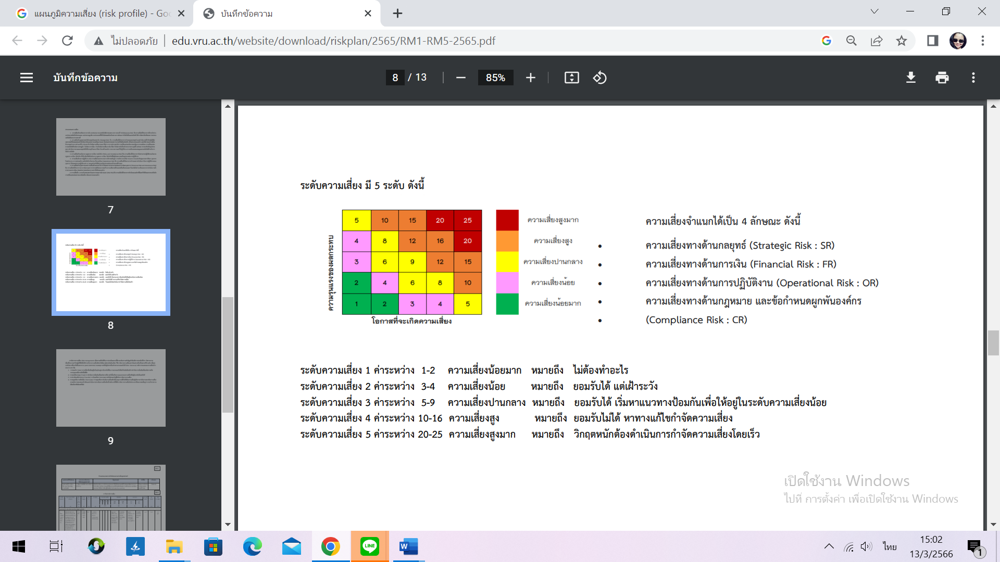 แผนภูมิความเสี่ยง (risk profile) - Goo
บันทึกข้อความ
ไม่ปลอดภัย
edu.vru.ac.th/website/download/riskplan/2565/RM1-RM5-2565.pdf
บันทึกข้อความ
8 / 13
85%
7
8
9
ระดับความเสี่ยง มี 5 ระดับ ดังนี้
5 10 15 20 25
4 8 12 16 20
3 6 9 12 15
2 4 6 8 10
1 2 3 4 5
ความรุนแรงของผลกระทบ
โอกาสที่จะเกิดความเสี่ยง
ความเสี่ยงสูงมาก
ความเสี่ยงสูง
ความเสี่ยงปานกลาง
ความเสี่ยงน้อย
ความเสี่ยงน้อยมาก
ความเสี่ยงจำแนกได้เป็น 4 ลักษณะ ดังนี้
• ความเสี่ยงทางด้านกลยุทธ์ (Strategic Risk : SR)
• ความเสี่ยงทางด้านการเงิน (Financial Risk : FR)
• ความเสี่ยงทางด้านการปฏิบัติงาน (Operational Risk : OR)
• ความเสี่ยงทางด้านกฎหมาย และข้อกำหนดผูกพันองค์กร
• (Compliance Risk : CR)
ระดับความเสี่ยง 1 ค่าระหว่าง 1-2 ความเสี่ยงน้อยมาก หมายถึง ไม่ต้องทำอะไร
ระดับความเสี่ยง 2 ค่าระหว่าง 3-4 ความเสี่ยงน้อย หมายถึง ยอมรับได้ แต่เฝ้าระวัง
ระดับความเสี่ยง 3 ค่าระหว่าง 5-9 ความเสี่ยงปานกลาง หมายถึง ยอมรับได้ เริ่มหาแนวทางป้อมกันเพื่อให้อยู่ในระดับความเสี่ยงน้อย
ระดับความเสี่ยง 4 ค่าระหว่าง 10-16 ความเสี่ยงสูง หมายถึง ยอมรับไม่ได้ หาทางแก้ไขกำจัดความเสี่ยง
ระดับความเสี่ยง 5 ค่าระหว่าง 20-25 ความเสี่ยงสูงมาก หมายถึง วิกฤตหนักต้องดำเนินการกำจัดความเสี่ยงโดยเร็ว
เปิดใช้งาน Windows
ไปที่ การตั้งค่า เพื่อเปิดใช้งาน Windows
LINE
W
ไทย
15:02
13/3/2566
1